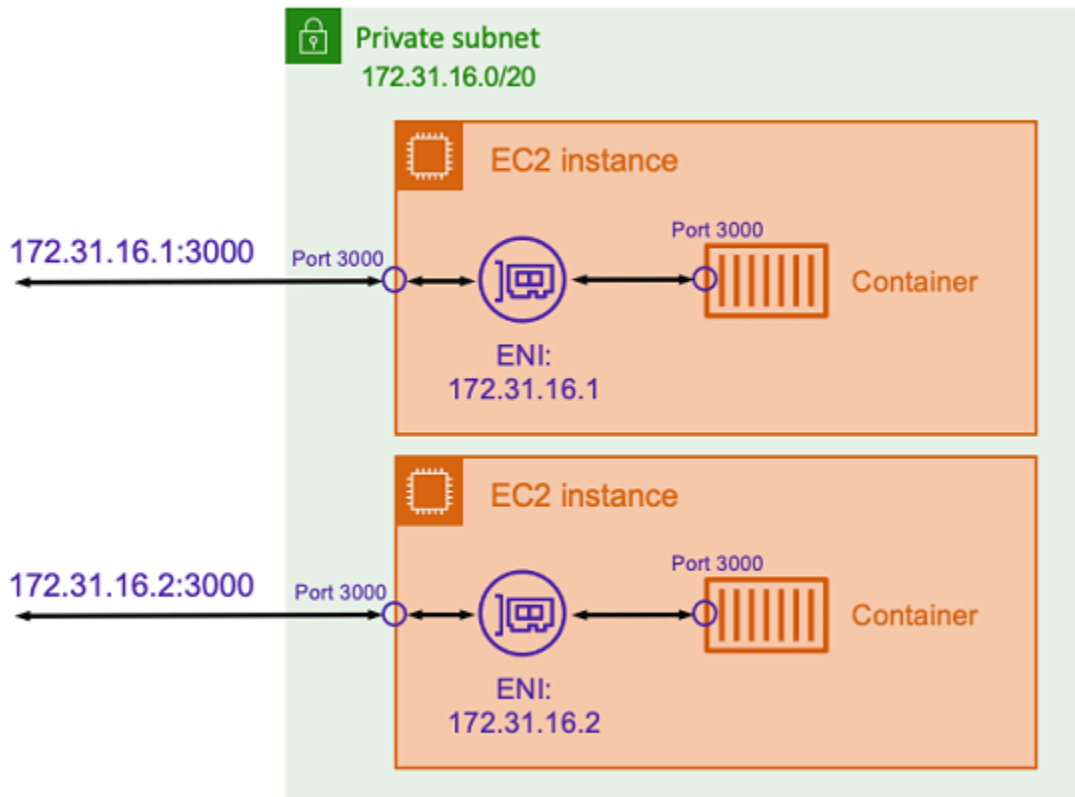 Private subnet
172.31.16.0/20
EC2 instance
172.31.16.1:3000
Port 3000
Port 3000
Container
ENI:
172.31.16.1
EC2 instance
172.31.16.2:3000
Port 3000
Port 3000
Container
ENI:
172.31.16.2